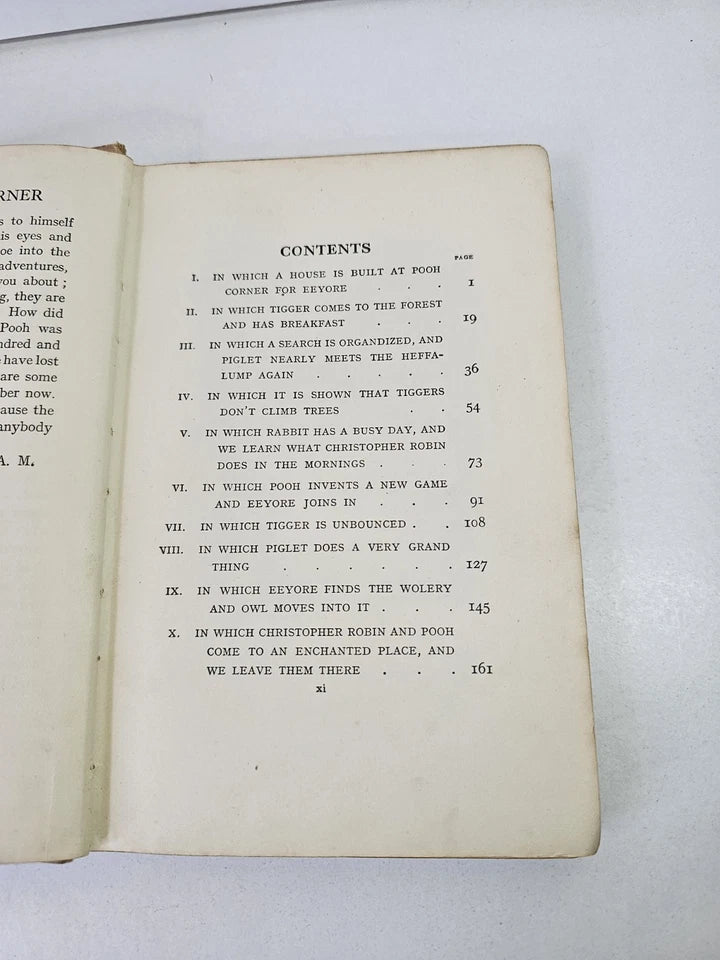 RNER
s to himself
is eyes and
oe into the
adventures,
you about ;
g, they are
How did
Pooh was
ndred and
have lost
are some
ber now.
ause the
anybody
A. M.
CONTENTS
PAGE
I. IN WHICH A HOUSE IS BUILT AT POOH
CORNER FOR EEYORE . . . 1
II. IN WHICH TIGGER COMES TO THE FOREST
AND HAS BREAKFAST . . . 19
III. IN WHICH A SEARCH IS ORGANDIZED, AND
PIGLET NEARLY MEETS THE HEFFA-
LUMP AGAIN . . . . . 36
IV. IN WHICH IT IS SHOWN THAT TIGGERS
DON'T CLIMB TREES . . 54
V. IN WHICH RABBIT HAS A BUSY DAY, AND
WE LEARN WHAT CHRISTOPHER ROBIN
DOES IN THE MORNINGS . . . 73
VI. IN WHICH POOH INVENTS A NEW GAME
AND EEYORE JOINS IN . . . 91
VII. IN WHICH TIGGER IS UNBOUNCED . . 108
VIII. IN WHICH PIGLET DOES A VERY GRAND
THING . . . . . . 127
IX. IN WHICH EEYORE FINDS THE WOLERY
AND OWL MOVES INTO IT . . . 145
X. IN WHICH CHRISTOPHER ROBIN AND POOH
COME TO AN ENCHANTED PLACE, AND
WE LEAVE THEM THERE . . . 161
xi